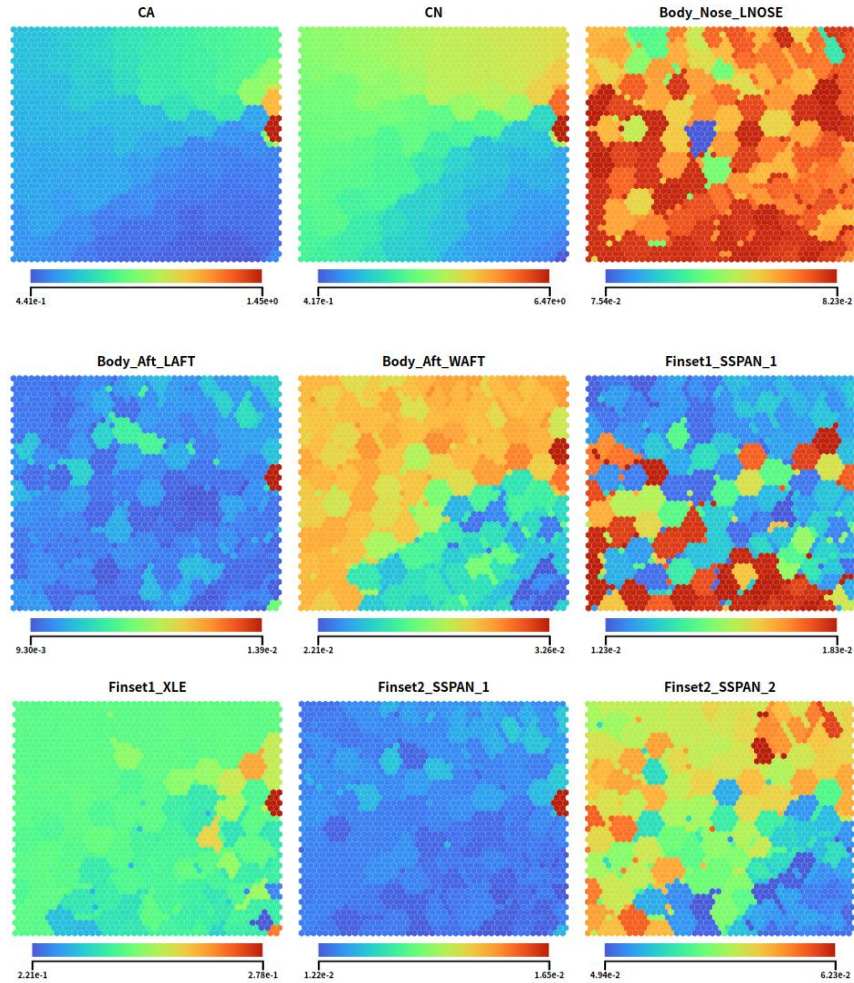 CA CN Body_Nose_LNOSE
4.41e-1 1.45e+0 4.17e-1 6.47e+0 7.54e-2 8.23e-2
Body_Aft_LAFT Body_Aft_WAFT Finset1_SSPAN_1
9.30e-3 1.39e-2 2.21e-2 3.26e-2 1.23e-2 1.83e-2
Finset1_XLE Finset2_SSPAN_1 Finset2_SSPAN_2
2.21e-1 2.78e-1 1.22e-2 1.65e-2 4.94e-2 6.23e-2